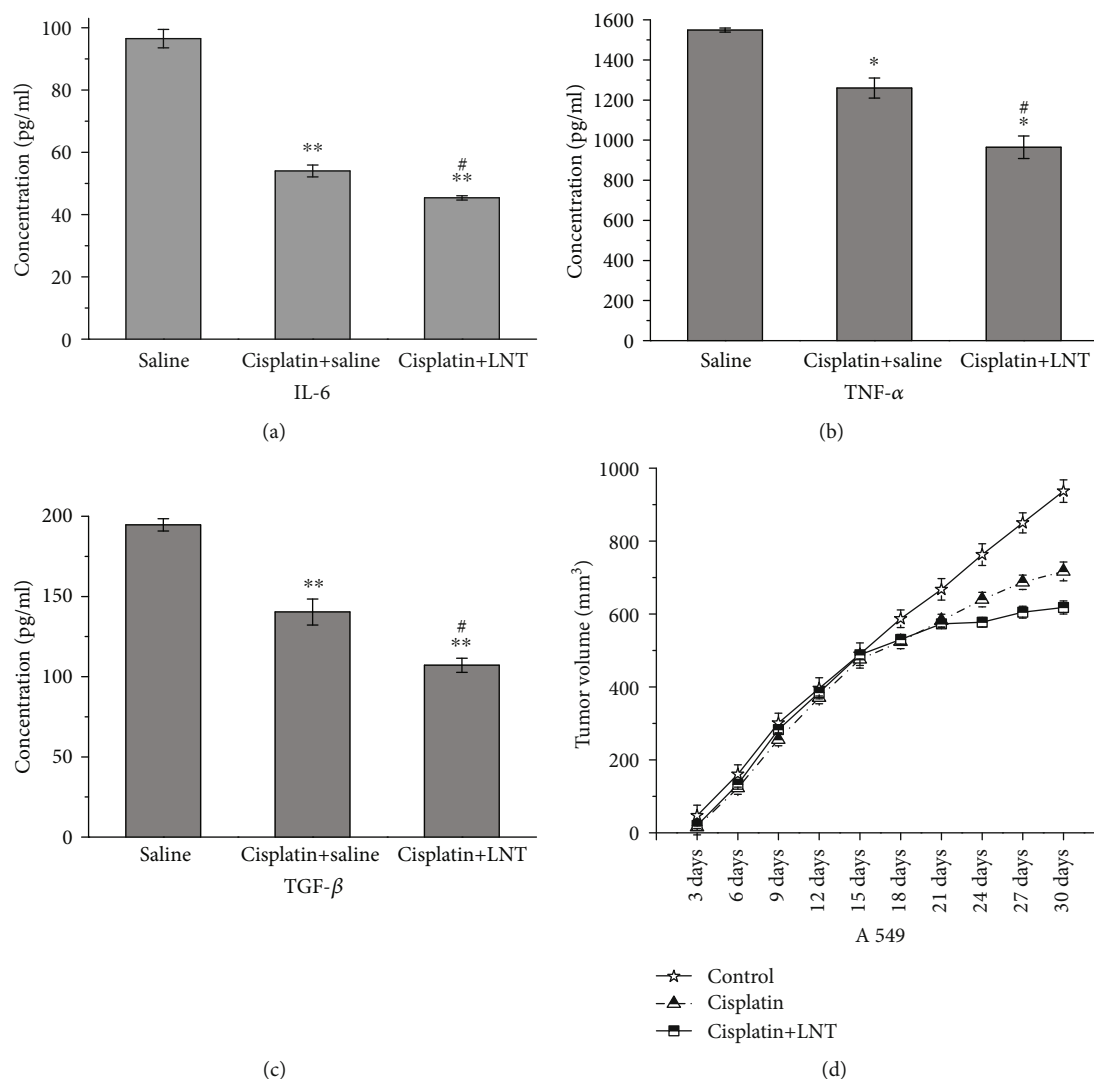 100
80
60
40
20
0
Concentration (pg/ml)
**
#
**
Saline
Cisplatin+saline
Cisplatin+LNT
IL-6
(a)
1600
1400
1200
1000
800
600
400
200
0
Concentration (pg/ml)
*
#
*
Saline
Cisplatin+saline
Cisplatin+LNT
TNF-α
(b)
200
150
100
50
0
Concentration (pg/ml)
**
#
**
Saline
Cisplatin+saline
Cisplatin+LNT
TGF-β
(c)
1000
800
600
400
200
0
Tumor volume (mm³)
3 days
6 days
9 days
12 days
15 days
18 days
21 days
24 days
27 days
30 days
A 549
Control
Cisplatin
Cisplatin+LNT
(d)